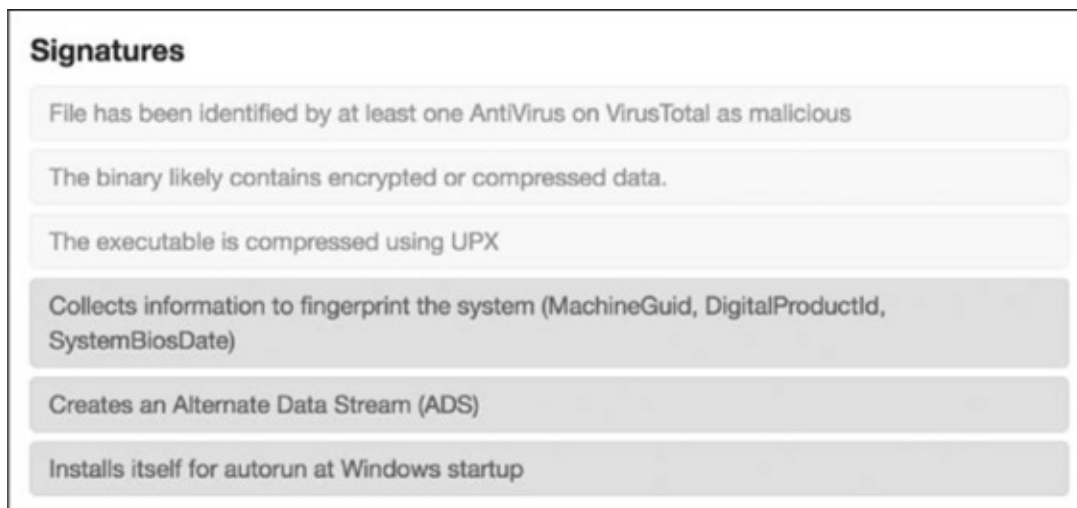 Signatures
File has been identified by at least one AntiVirus on VirusTotal as malicious
The binary likely contains encrypted or compressed data.
The executable is compressed using UPX
Collects information to fingerprint the system (MachineGuid, DigitalProductId,
SystemBiosDate)
Creates an Alternate Data Stream (ADS)
Installs itself for autorun at Windows startup